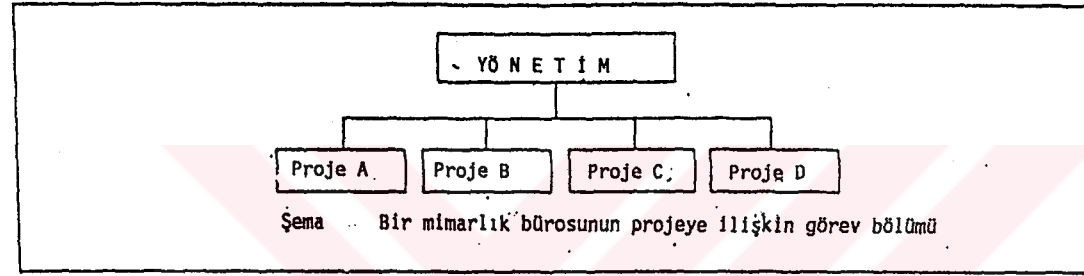 YÖNETİM
Proje A Proje B Proje C Proje D
Şema Bir mimarlık bürosunun projeye ilişkin görev bölümü